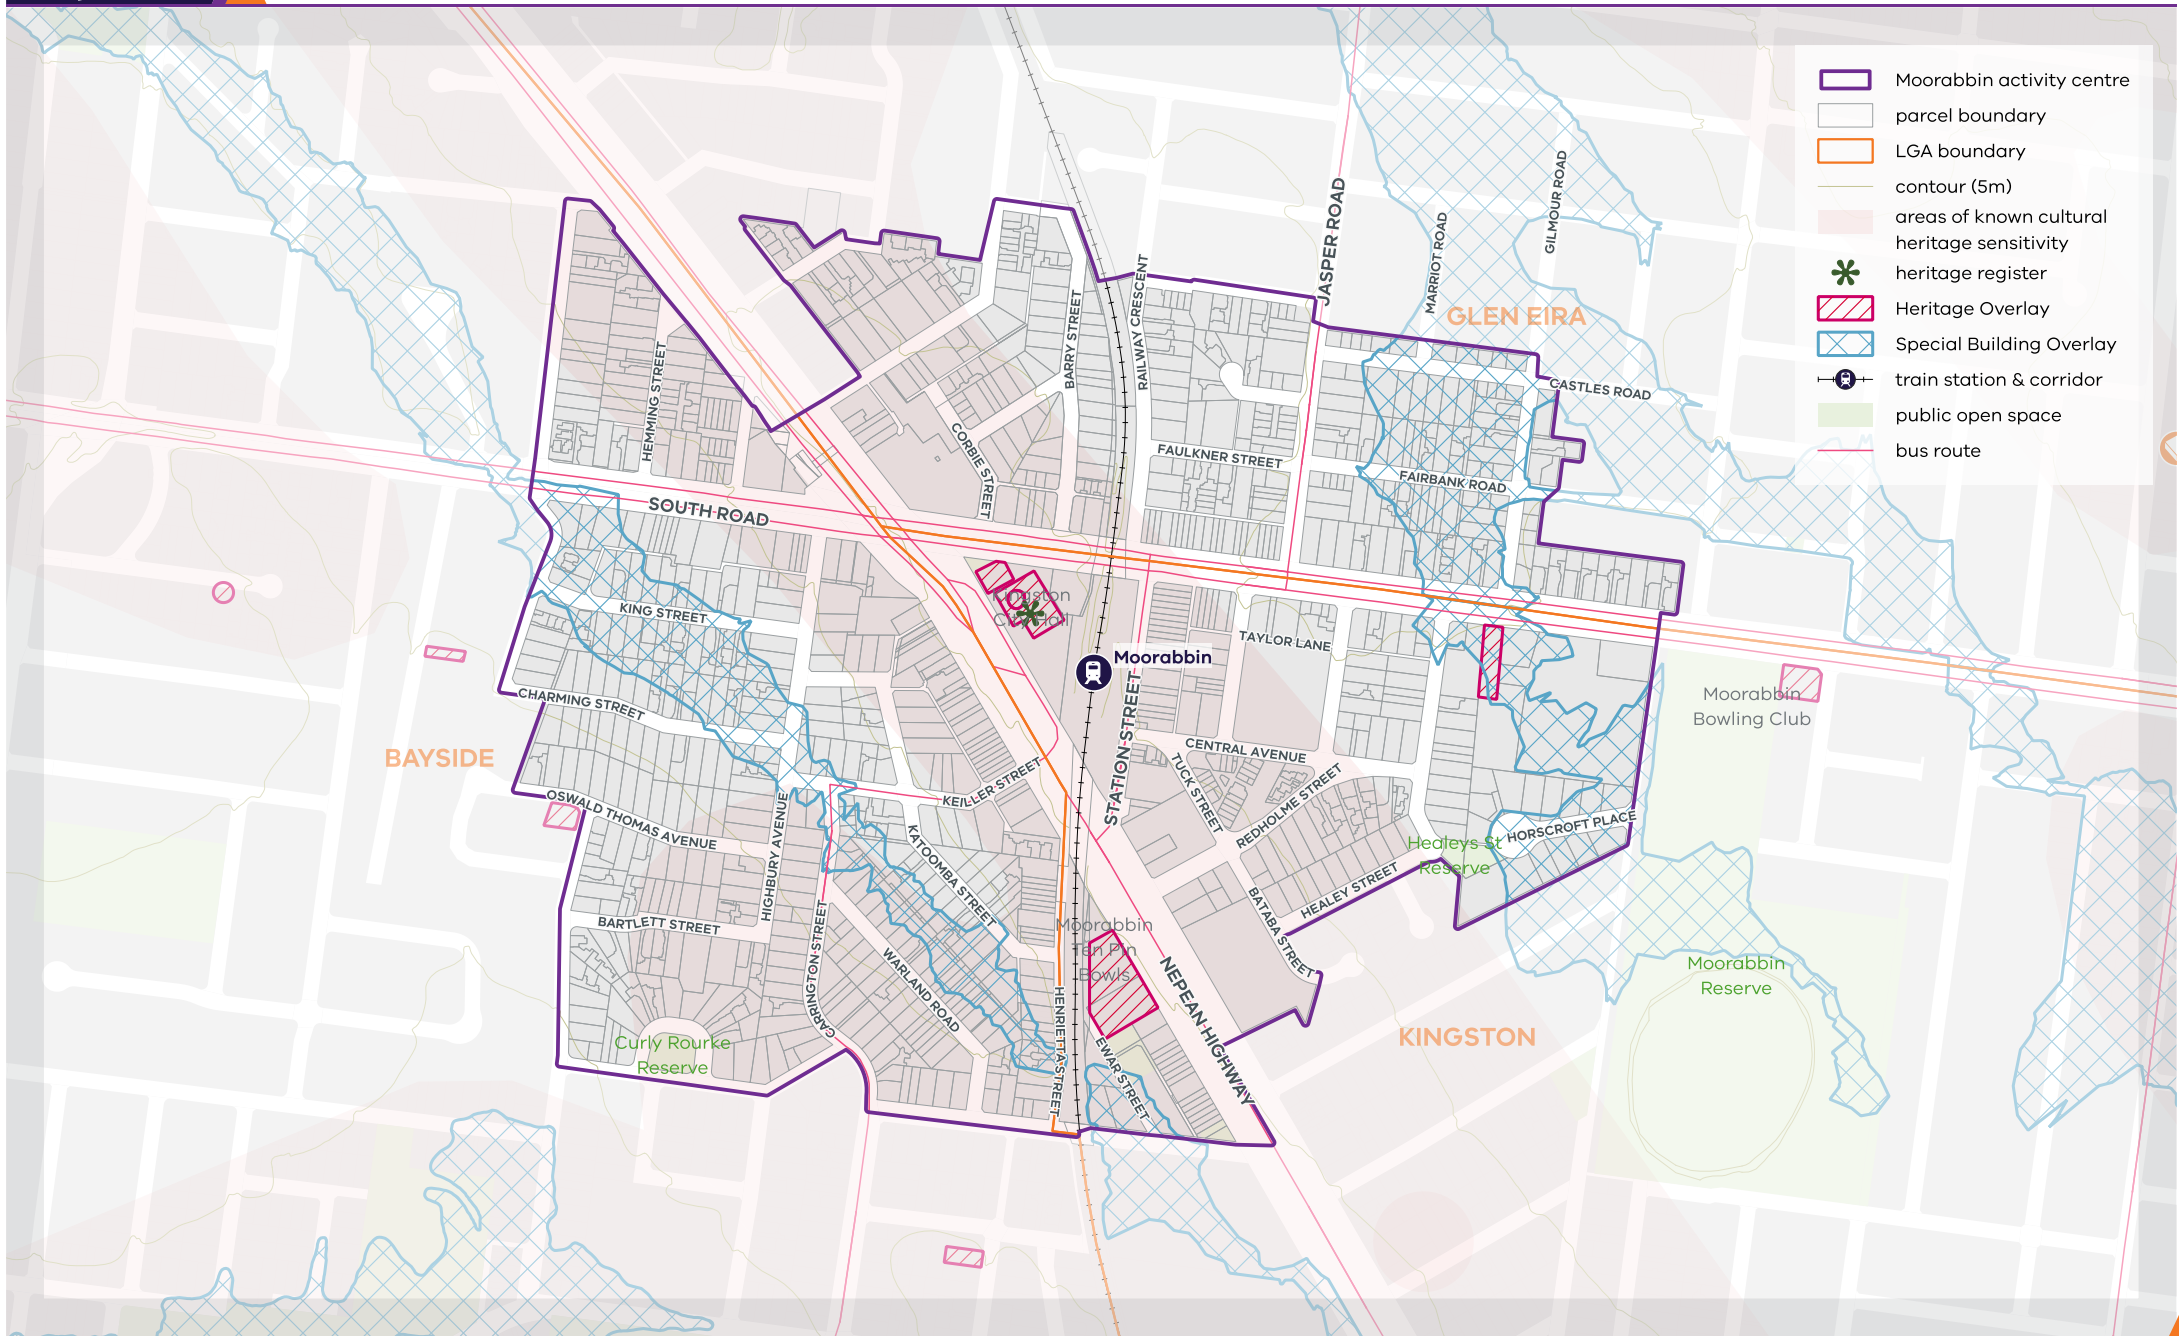 Moorabbin activity centre
parcel boundary
LGA boundary
contour (5m)
areas of known cultural
heritage sensitivity
heritage register
Heritage Overlay
Special Building Overlay
train station & corridor
public open space
bus route
JASPER ROAD
MARRIOT ROAD
GILMOUR ROAD
GLEN EIRA
CASTLES ROAD
RAILWAY CRESCENT
BARRY STREET
HEMMING STREET
CORBIE STREET
FAULKNER STREET
FAIRBANK ROAD
SOUTH ROAD
KING STREET
Kingston
City Hall
TAYLOR LANE
Moorabbin
STATION STREET
Moorabbin
Bowling Club
CHARMING STREET
BAYSIDE
CENTRAL AVENUE
TUCK STREET
REDHOLME STREET
KEILLER STREET
OSWALD THOMAS AVENUE
HIGHBURY AVENUE
KATOOMBA STREET
HORSCROFT PLACE
Healeys St
Reserve
HEALEY STREET
BATABA STREET
BARTLETT STREET
CARRINGTON STREET
WARLAND ROAD
Moorabbin
Ten Pin
Bowls
NEPEAN HIGHWAY
HENRIETTA STREET
EWAR STREET
Moorabbin
Reserve
KINGSTON
Curly Rourke
Reserve